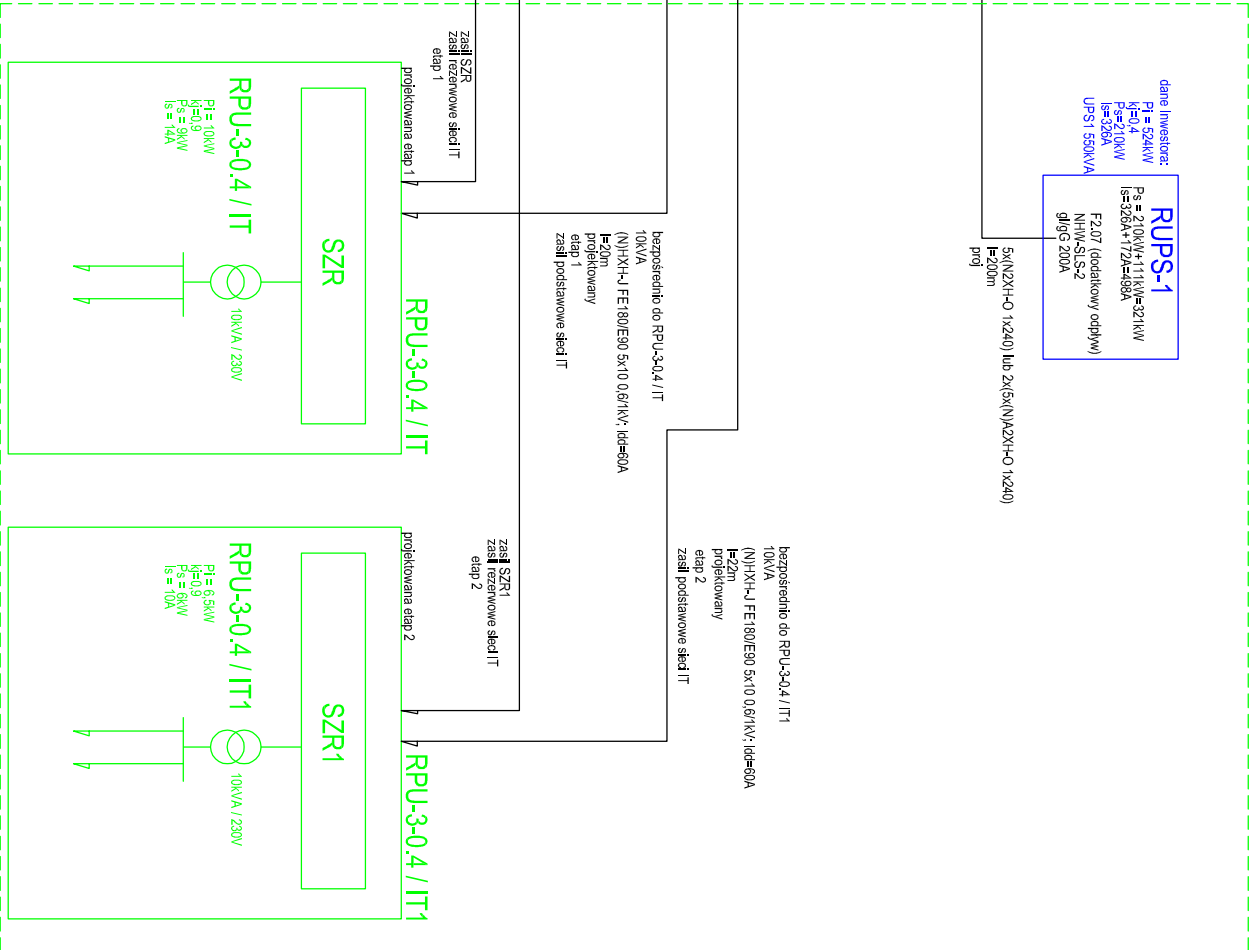 dane Inwestora:
Pi = 524kW
kj=0,4
Ps=210kW
Is=326A
UPS1 550kVA
RUPS-1
Ps = 210kW+111kW=321kW
Is=326A+172A=498A
F2.07 (dodatkowy odpływ)
NHW-SLS-2
gl/gG 200A
5x(N2XH-O 1x240) lub 2x(5x(N)A2XH-O 1x240)
l=200m
proj
bezpośrednio do RPU-3-0.4 / IT1
10kVA
(N)HXH-J FE180/E90 5x10 0,6/1kV; Idd=60A
l=22m
projektowany
etap 2
zasil podstawowe sieci IT
bezpośrednio do RPU-3-0.4 / IT
10kVA
(N)HXH-J FE180/E90 5x10 0,6/1kV; Idd=60A
l=20m
projektowany
etap 1
zasil podstawowe sieci IT
zasil SZR
zasil rezerwowe sieci IT
etap 1
zasil SZR1
zasil rezerwowe sieci IT
etap 2
projektowana etap 1
RPU-3-0.4 / IT
SZR
10kVA / 230V
RPU-3-0.4 / IT
Pi = 10kW
kj=0,9
Ps = 9kW
Is = 14A
projektowana etap 2
RPU-3-0.4 / IT1
SZR1
10kVA / 230V
RPU-3-0.4 / IT1
Pi = 6,5kW
kj=0,9
Ps = 6kW
Is = 10A